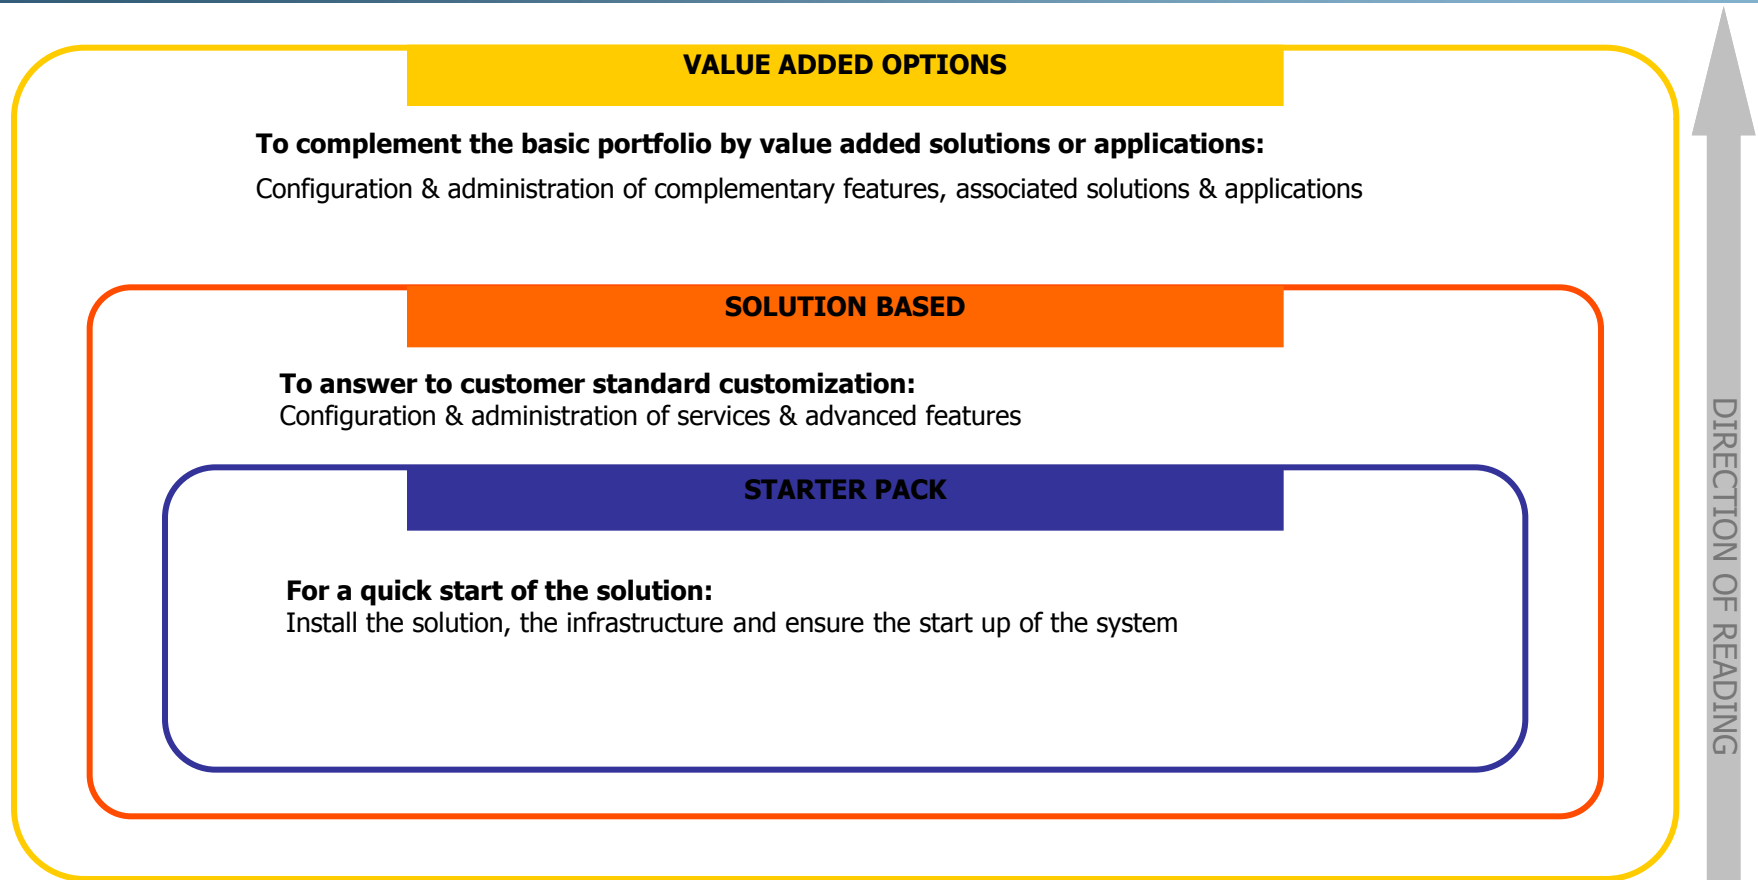 VALUE ADDED OPTIONS
To complement the basic portfolio by value added solutions or applications:
Configuration & administration of complementary features, associated solutions & applications
SOLUTION BASED
To answer to customer standard customization:
Configuration & administration of services & advanced features
STARTER PACK
For a quick start of the solution:
Install the solution, the infrastructure and ensure the start up of the system
DIRECTION OF READING